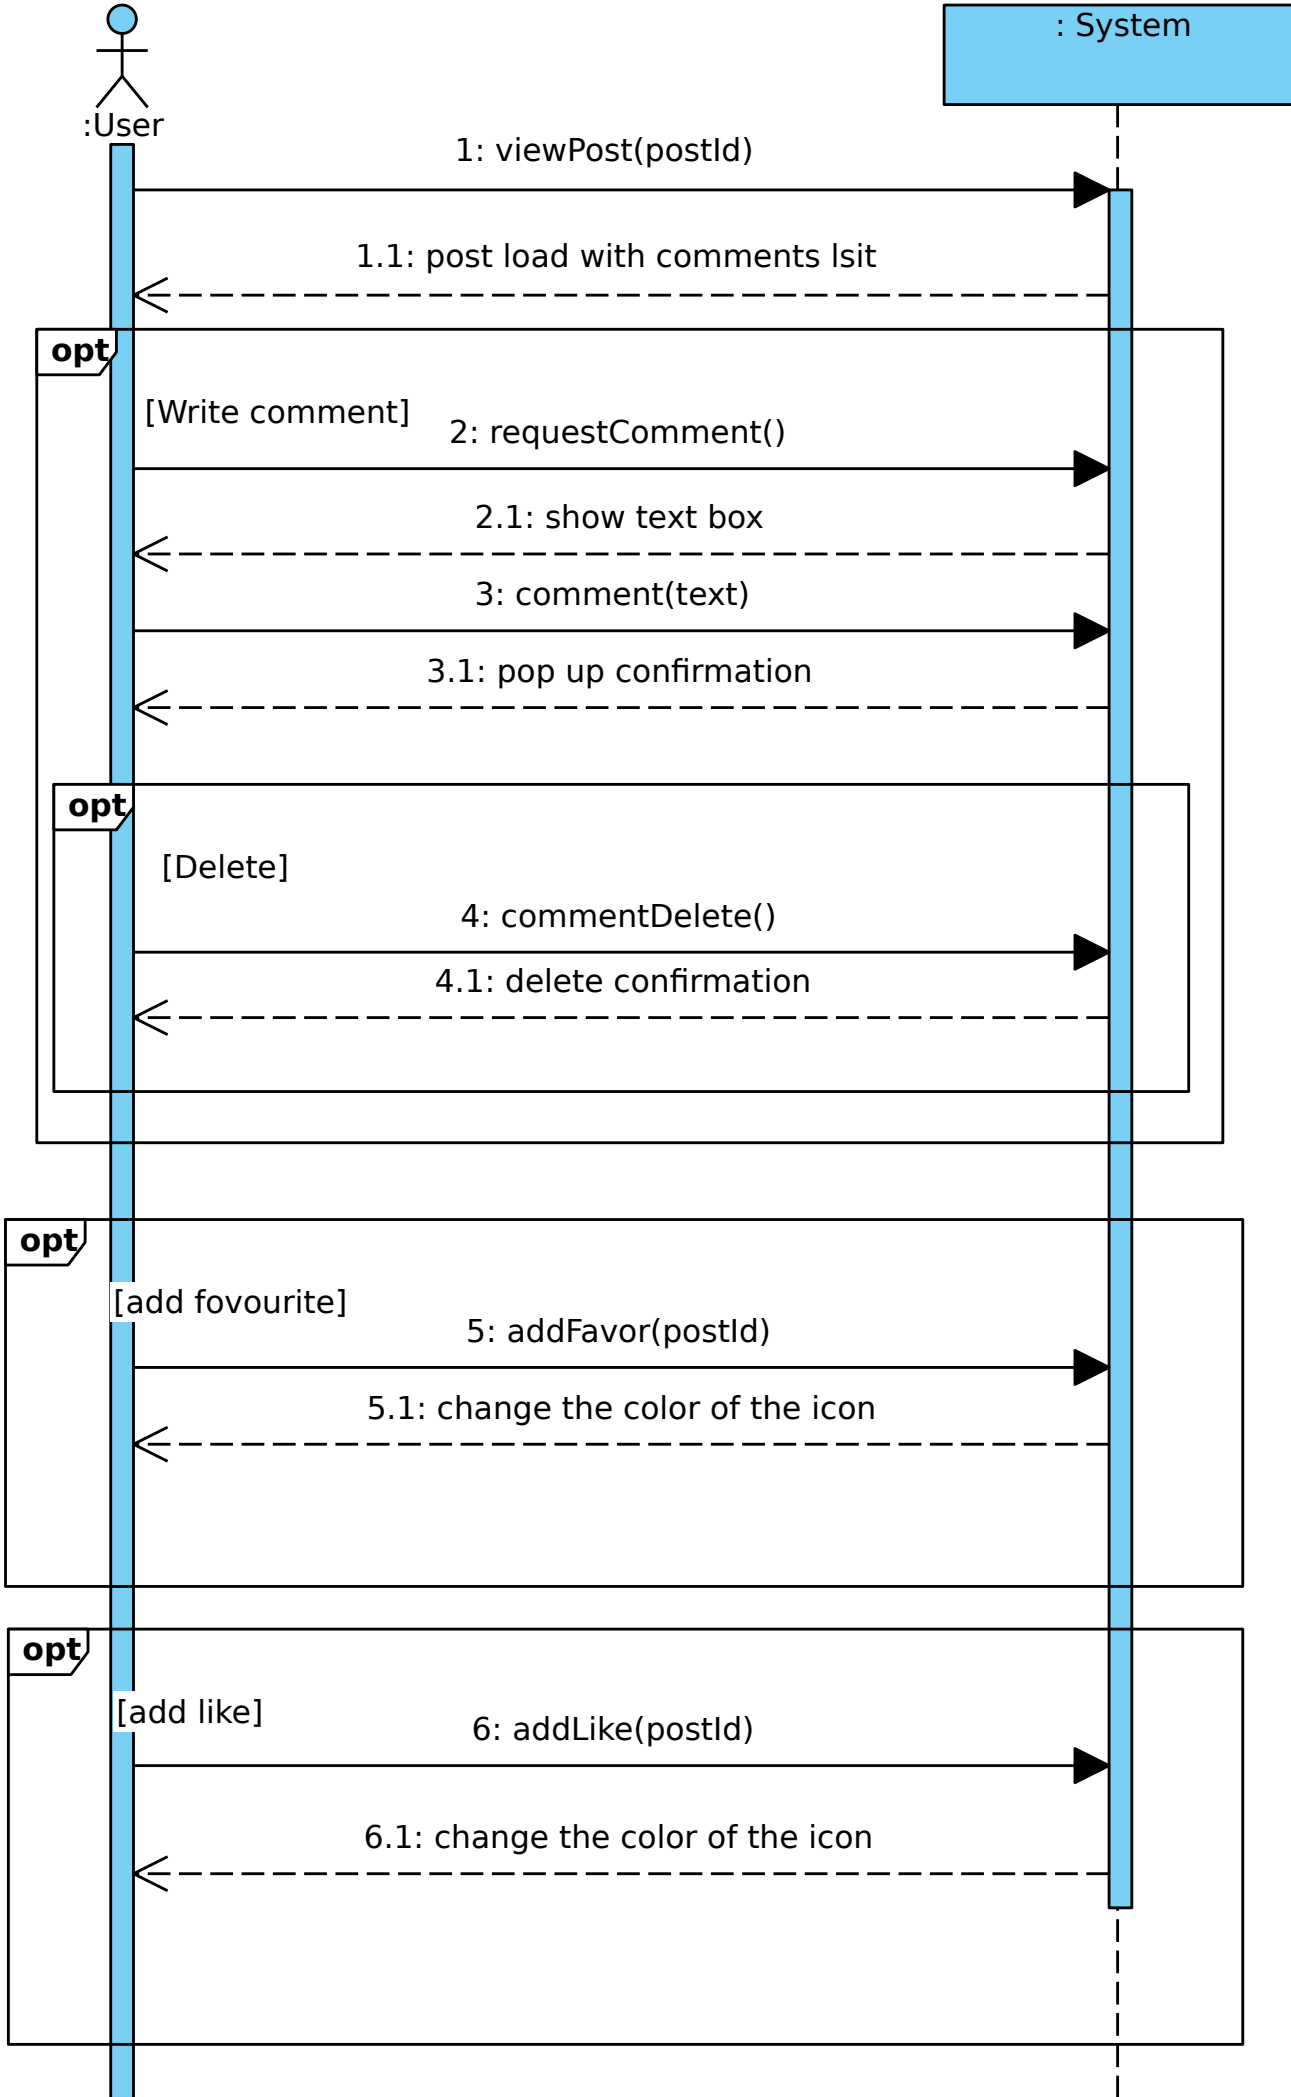 : System
:User
1: viewPost(postId)
1.1: post load with comments lsit
opt
[Write comment]
2: requestComment()
2.1: show text box
3: comment(text)
3.1: pop up confirmation
opt
[Delete]
4: commentDelete()
4.1: delete confirmation
opt
[add fovourite]
5: addFavor(postId)
5.1: change the color of the icon
opt
[add like]
6: addLike(postId)
6.1: change the color of the icon